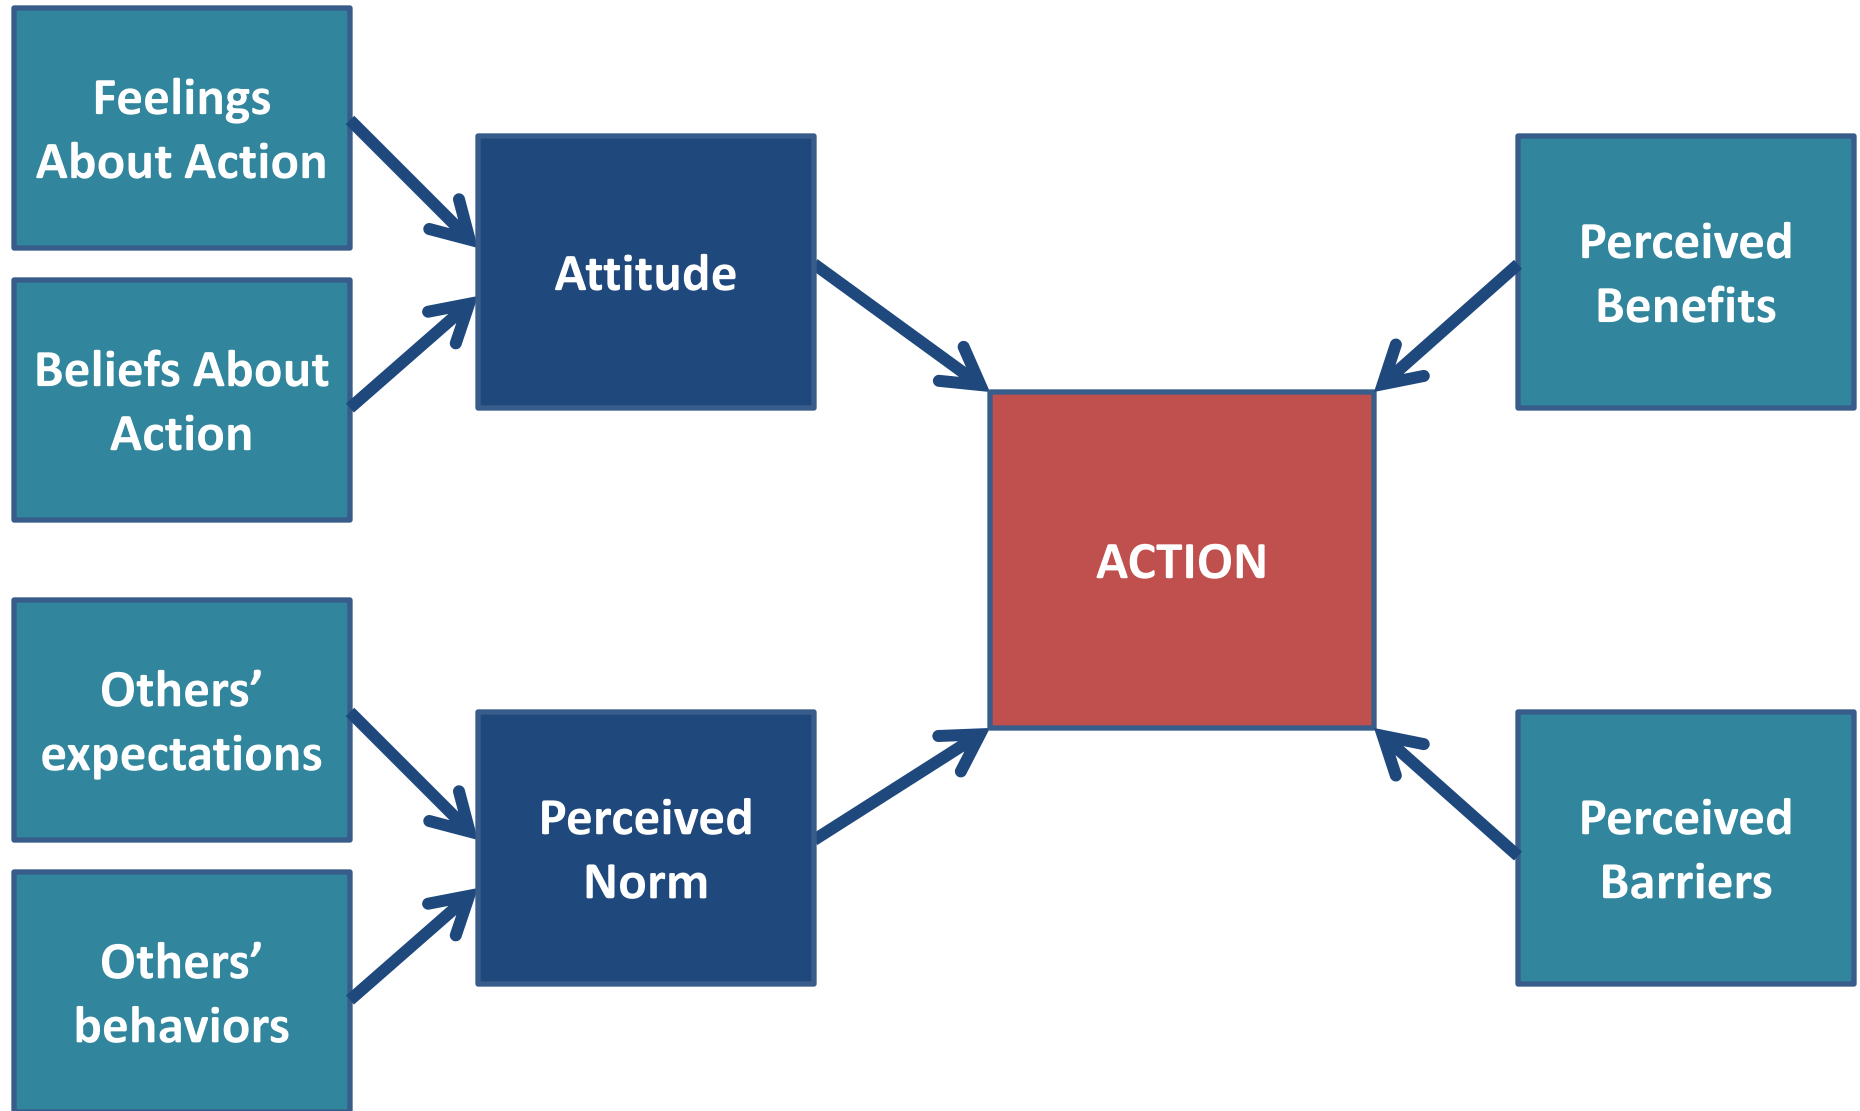 Feelings
About Action
Beliefs About
Action
Others’
expectations
Others’
behaviors
Attitude
Perceived
Norm
ACTION
Perceived
Benefits
Perceived
Barriers